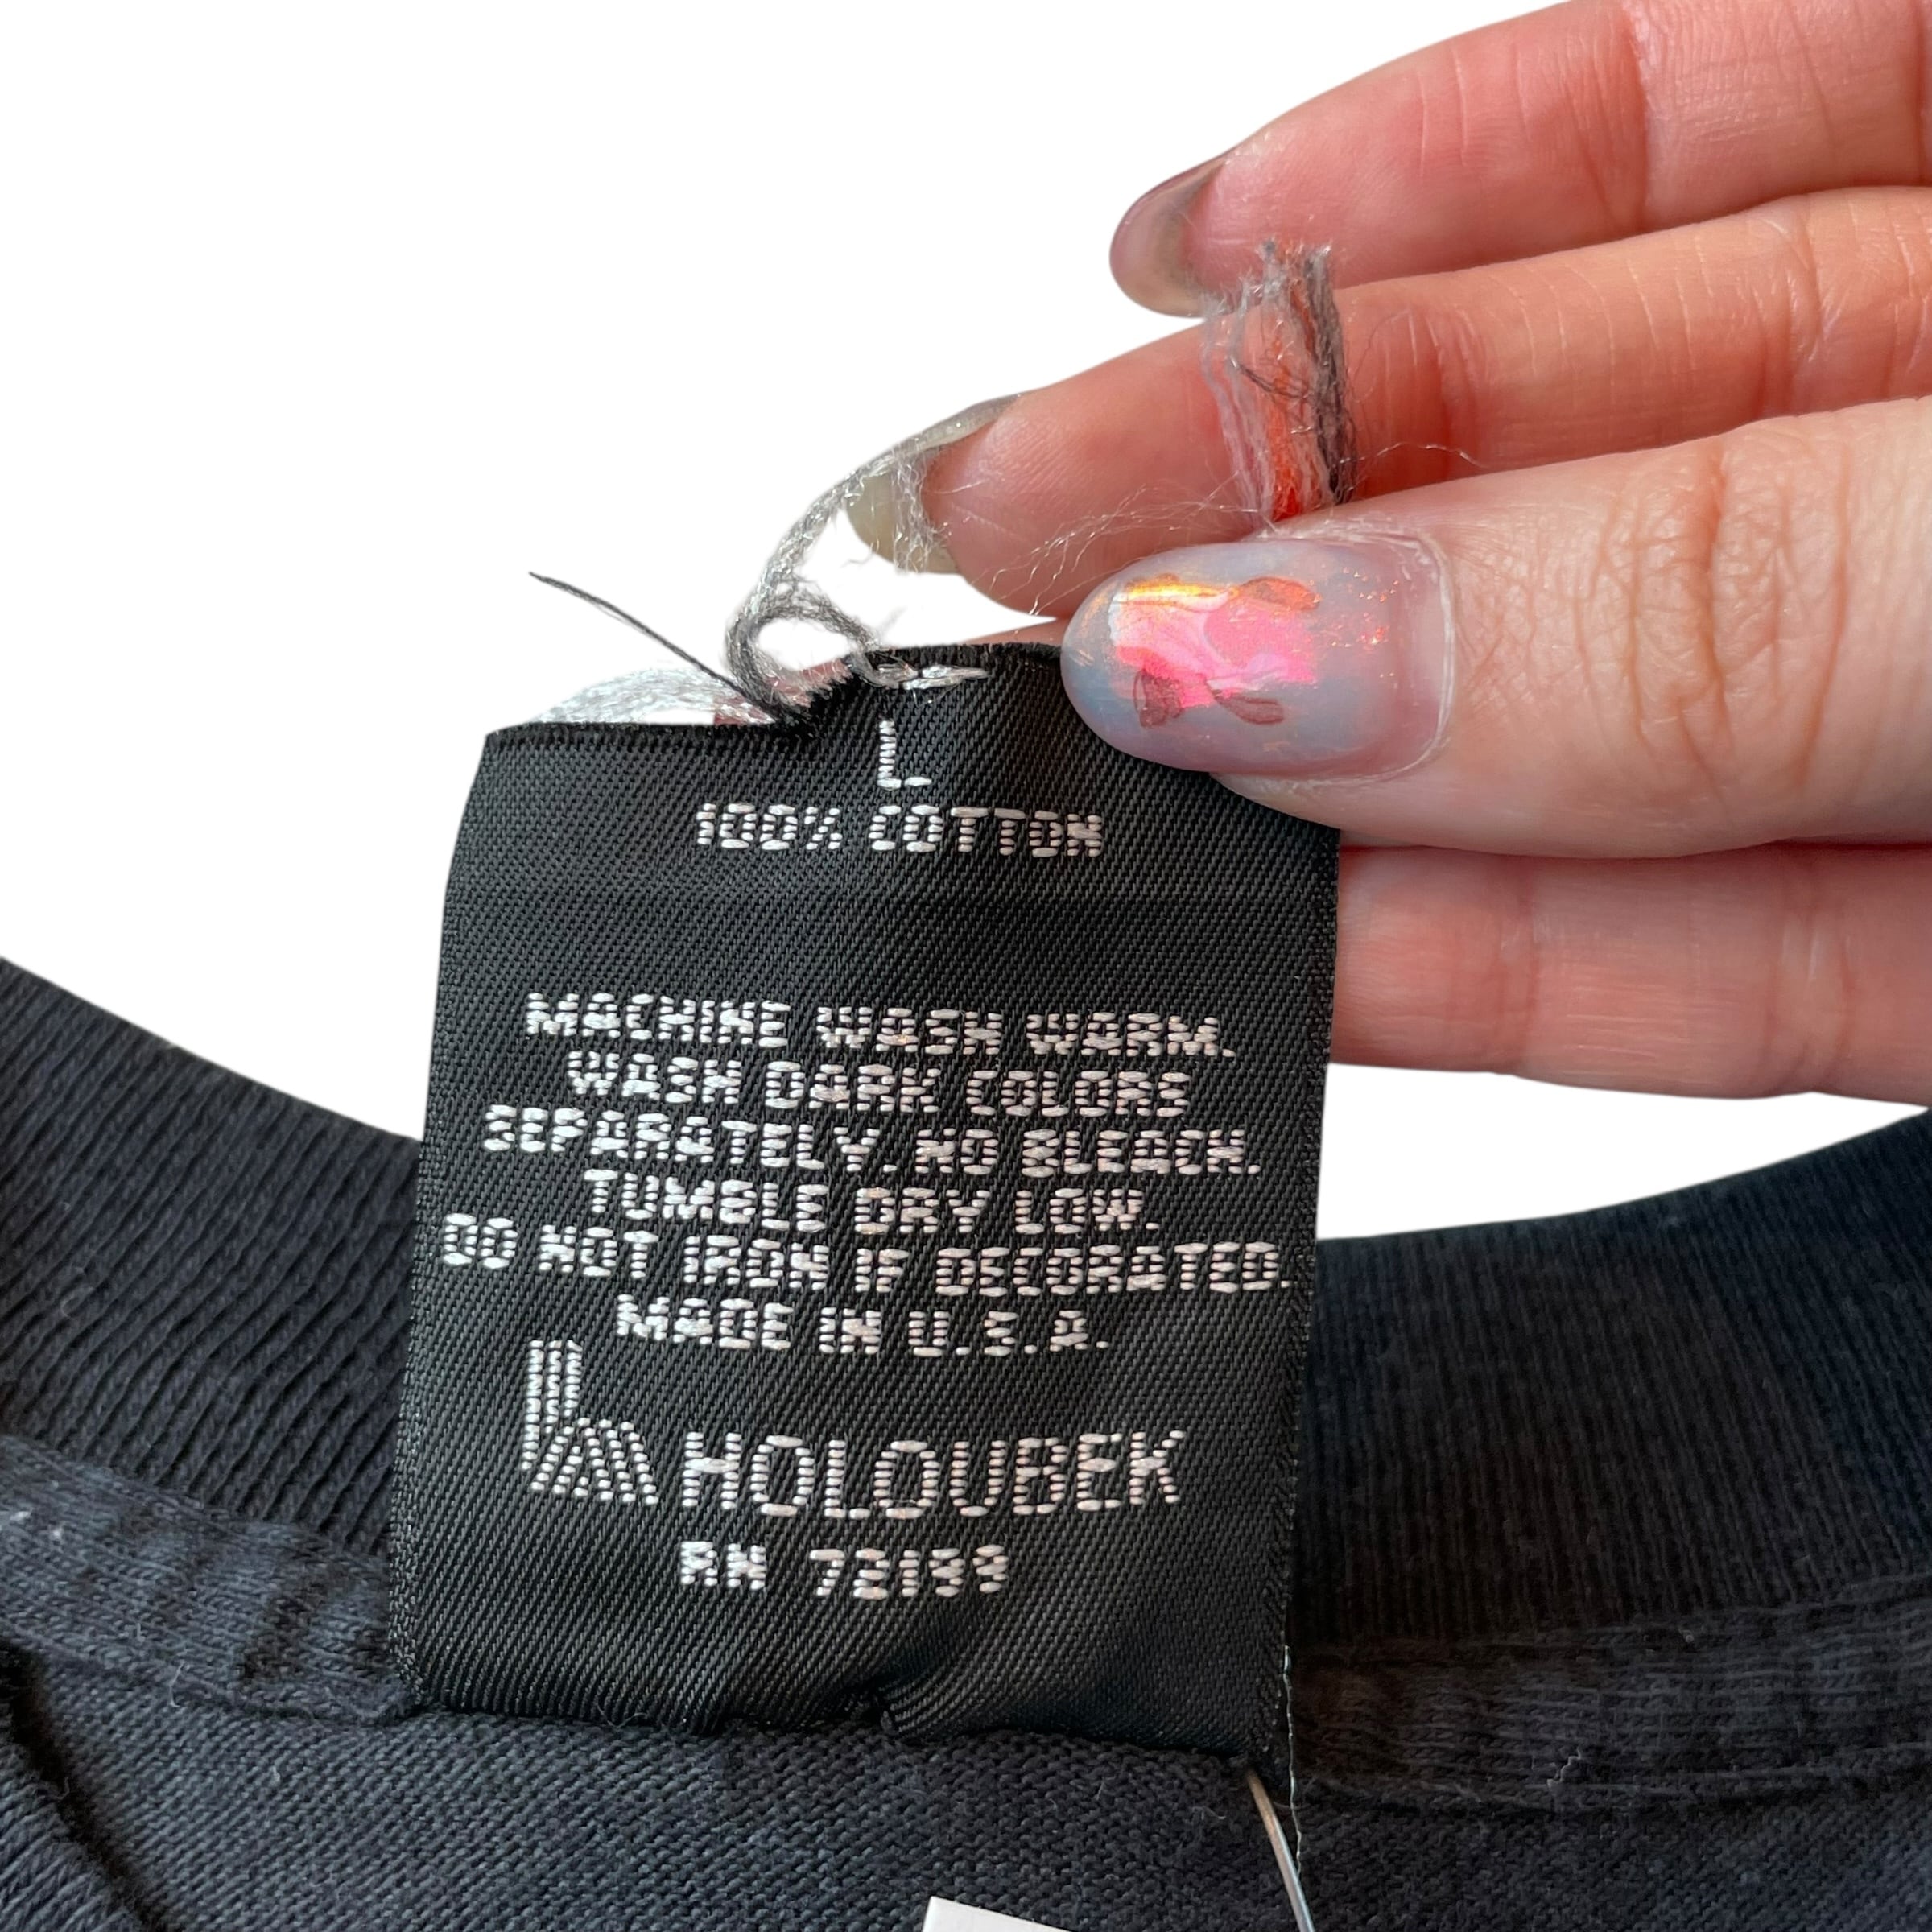 L
100% COTTON
MACHINE WASH WARM.
WASH DARK COLORS
SEPARATELY. NO BLEACH.
TUMBLE DRY LOW.
DO NOT IRON IF DECORATED.
MADE IN U.S.A.
HOLOUBEK
RN 72199